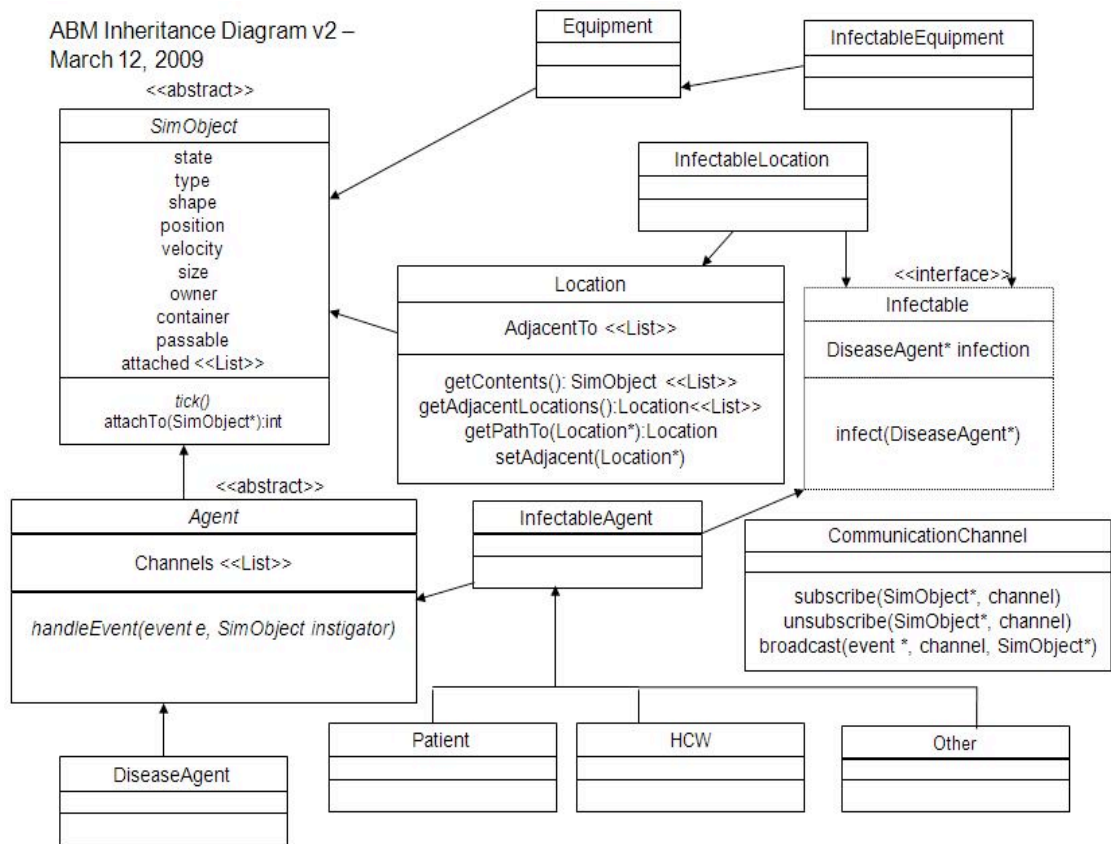 ABM Inheritance Diagram v2 –
March 12, 2009
<<abstract>>
SimObject
state
type
shape
position
velocity
size
owner
container
passable
attached <<List>>
tick()
attachTo(SimObject*):int
Equipment
InfectableEquipment
InfectableLocation
Location
AdjacentTo <<List>>
getContents(): SimObject <<List>>
getAdjacentLocations():Location<<List>>
getPathTo(Location*):Location
setAdjacent(Location*)
<<interface>>
Infectable
DiseaseAgent* infection
infect(DiseaseAgent*)
<<abstract>>
Agent
Channels <<List>>
handleEvent(event e, SimObject instigator)
InfectableAgent
CommunicationChannel
subscribe(SimObject*, channel)
unsubscribe(SimObject*, channel)
broadcast(event *, channel, SimObject*)
DiseaseAgent
Patient
HCW
Other